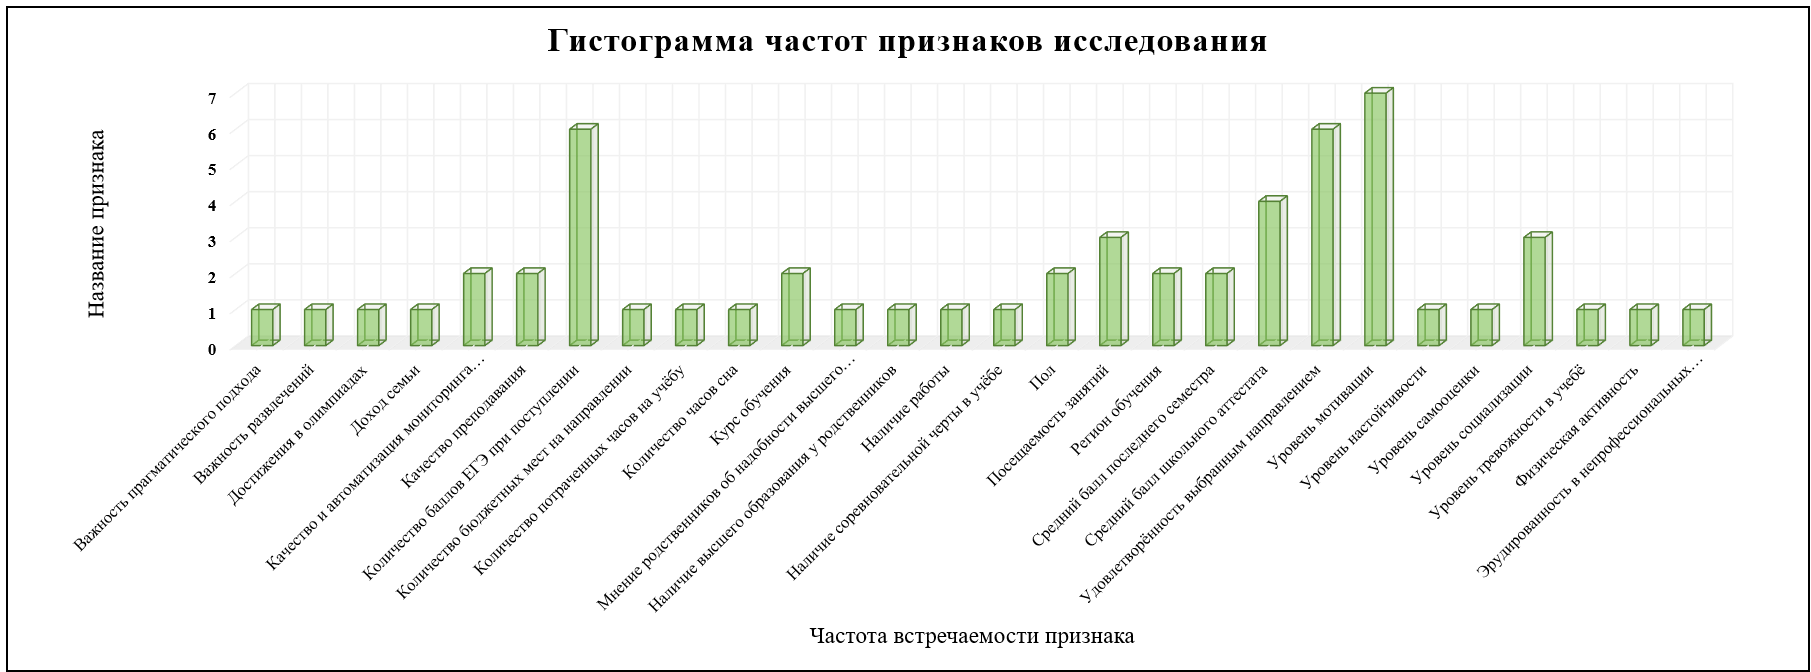 Гистограмма частот признаков исследования
Название признака
7
6
5
4
3
2
1
0
Важность прагматического подхода
Важность развлечений
Достижения в олимпиадах
Доход семьи
Качество и автоматизация мониторинга…
Качество преподавания
Количество баллов ЕГЭ при поступлении
Количество бюджетных мест на направлении
Количество потраченных часов на учёбу
Количество часов сна
Курс обучения
Мнение родственников об надобности высшего…
Наличие высшего образования у родственников
Наличие работы
Наличие соревновательной черты в учёбе
Пол
Посещаемость занятий
Регион обучения
Средний балл последнего семестра
Средний балл школьного аттестата
Удовлетворённость выбранным направлением
Уровень мотивации
Уровень настойчивости
Уровень самооценки
Уровень социализации
Уровень тревожности в учебё
Физическая активность
Эрудированность в непрофессиональных…
Частота встречаемости признака